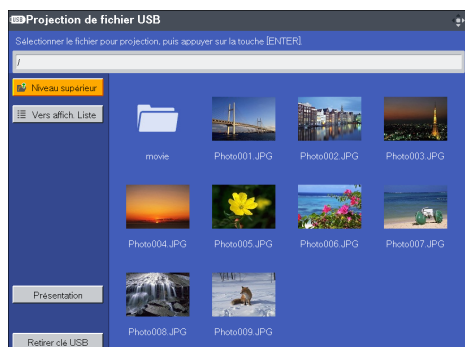 USB Projection de fichier USB
Sélectionner le fichier pour projection, puis appuyer sur la touche [ENTER].
/
Niveau supérieur
Vers affich. Liste
movie
Photo001.JPG
Photo002.JPG
Photo003.JPG
Photo004.JPG
Photo005.JPG
Photo006.JPG
Photo007.JPG
Présentation
Photo008.JPG
Photo009.JPG
Retirer clé USB